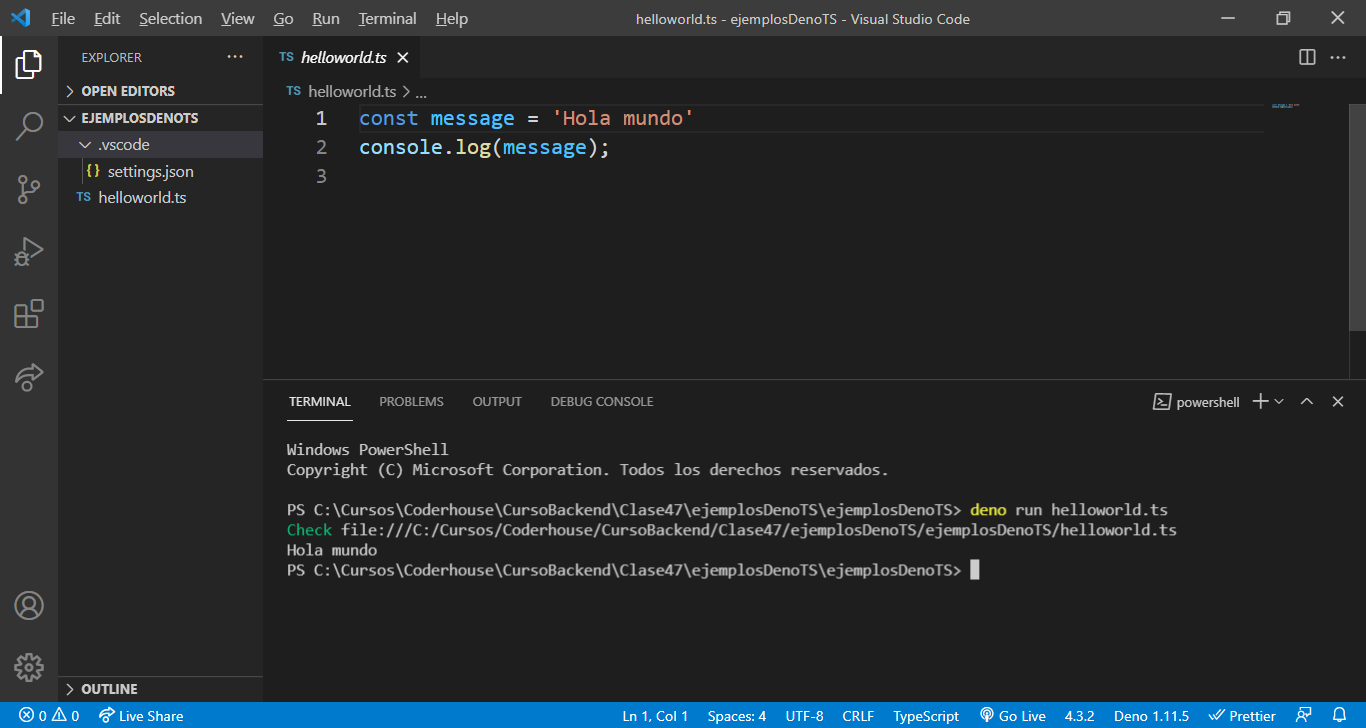 File Edit Selection View Go Run Terminal Help helloworld.ts - ejemplosDenoTS - Visual Studio Code
EXPLORER ···
OPEN EDITORS
EJEMPLOSDENOTS
.vscode
{} settings.json
TS helloworld.ts
OUTLINE
TS helloworld.ts
TS helloworld.ts > ...
1 const message = 'Hola mundo'
2 console.log(message);
3
TERMINAL PROBLEMS OUTPUT DEBUG CONSOLE powershell
Windows PowerShell
Copyright (C) Microsoft Corporation. Todos los derechos reservados.
PS C:\Cursos\Coderhouse\CursoBackend\Clase47\ejemplosDenoTS\ejemplosDenoTS> deno run helloworld.ts
Check file:///C:/Cursos/Coderhouse/CursoBackend/Clase47/ejemplosDenoTS/ejemplosDenoTS/helloworld.ts
Hola mundo
PS C:\Cursos\Coderhouse\CursoBackend\Clase47\ejemplosDenoTS\ejemplosDenoTS>
0 0 Live Share Ln 1, Col 1 Spaces: 4 UTF-8 CRLF TypeScript Go Live 4.3.2 Deno 1.11.5 Prettier